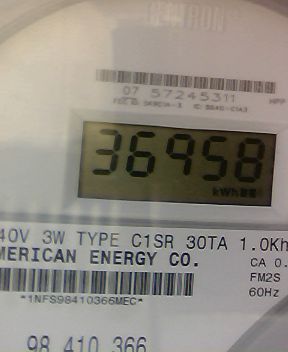 07 57245311
36958
kWh
40V 3W TYPE C1SR 30TA 1.0Kh
MERICAN ENERGY CO.
CA 0.
FM2S
60Hz
*1NFS98410366MEC*
98 410 366